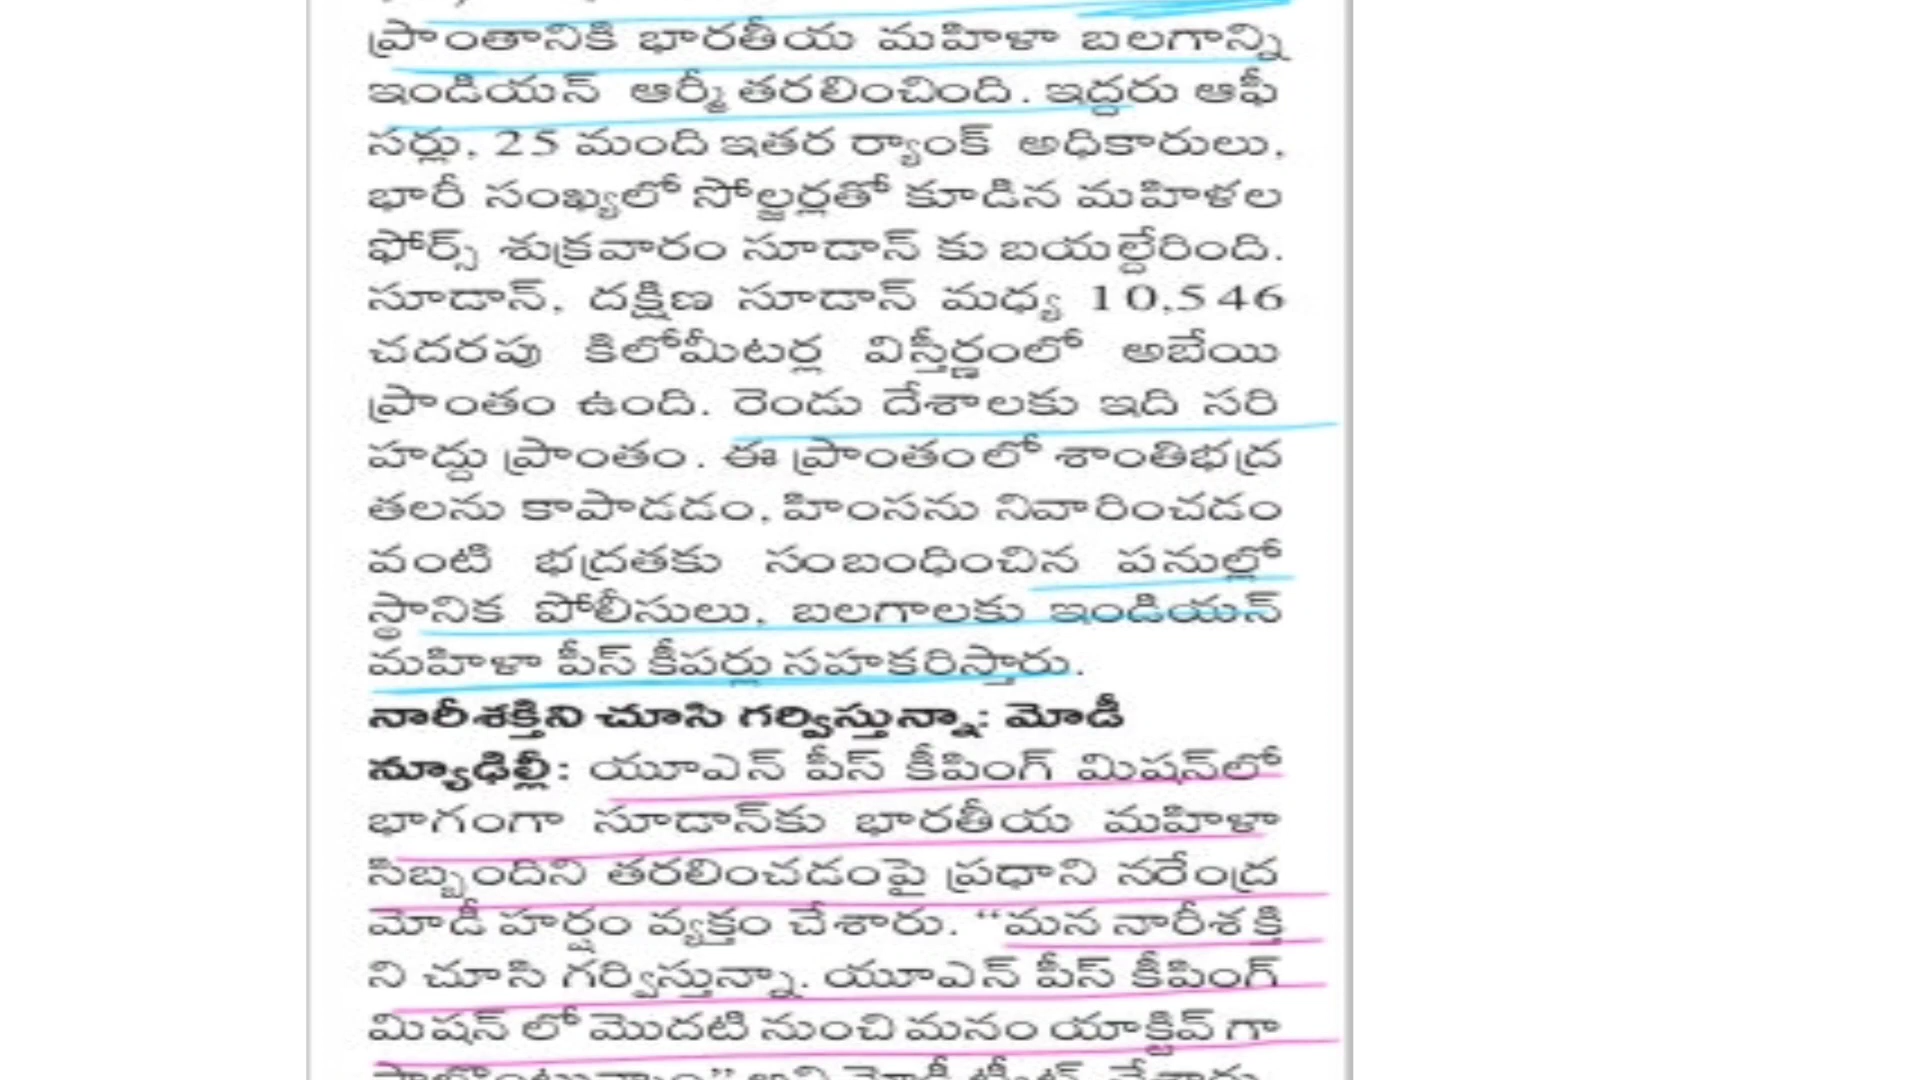 ప్రాంతానికి భారతీయ మహిళా బలగాన్ని
ఇండియన్ ఆర్మీ తరలించింది. ఇద్దరు ఆఫీ
సర్లు, 25 మంది ఇతర ర్యాంక్ అధికారులు,
భారీ సంఖ్యలో సోల్జర్లతో కూడిన మహిళల
ఫోర్స్ శుక్రవారం సూడాన్ కు బయల్దేరింది.
సూడాన్, దక్షిణ సూడాన్ మధ్య 10,546
చదరపు కిలోమీటర్ల విస్తీర్ణంలో అబేయి
ప్రాంతం ఉంది. రెండు దేశాలకు ఇది సరి
హద్దు ప్రాంతం. ఈ ప్రాంతంలో శాంతిభద్ర
తలను కాపాడడం, హింసను నివారించడం
వంటి భద్రతకు సంబంధించిన పనుల్లో
స్థానిక పోలీసులు, బలగాలకు ఇండియన్
మహిళా పీస్ కీపర్లు సహకరిస్తారు.
నారీశక్తిని చూసి గర్విస్తున్నా: మోడీ
న్యూఢిల్లీ: యూఎన్ పీస్ కీపింగ్ మిషన్‌లో
భాగంగా సూడాన్‌కు భారతీయ మహిళా
సిబ్బందిని తరలించడంపై ప్రధాని నరేంద్ర
మోడీ హర్షం వ్యక్తం చేశారు. “మన నారీశక్తి
ని చూసి గర్విస్తున్నా. యూఎన్ పీస్ కీపింగ్
మిషన్ లో మొదటి నుంచి మనం యాక్టివ్ గా
పాల్గొంటున్నాం” అని మోడీ ట్వీట్ చేశారు.